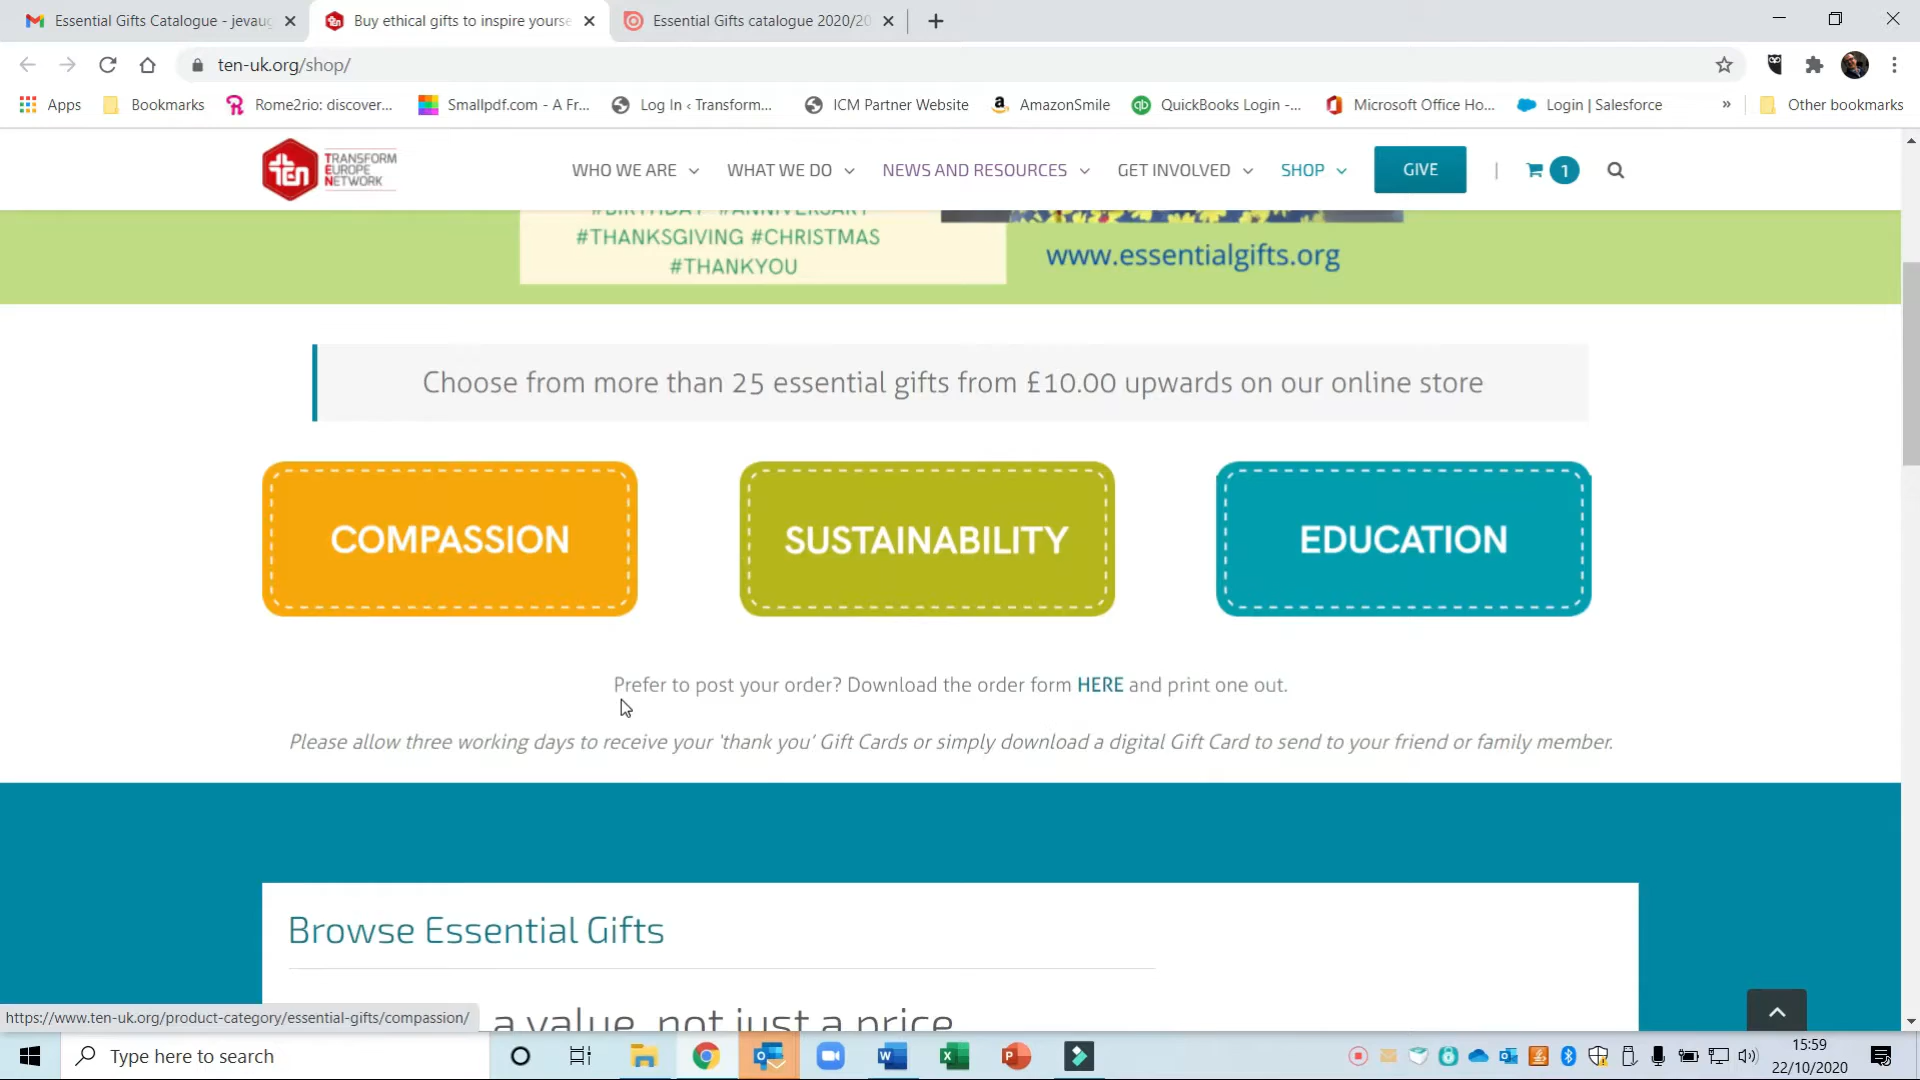 Essential Gifts Catalogue - jevaug
Buy ethical gifts to inspire yourse
Essential Gifts catalogue 2020/20
ten-uk.org/shop/
Apps
Bookmarks
Rome2rio: discover...
Smallpdf.com - A Fr...
Log In ‹ Transform...
ICM Partner Website
AmazonSmile
QuickBooks Login -...
Microsoft Office Ho...
Login | Salesforce
»
Other bookmarks
ten
TRANSFORM
EUROPE
NETWORK
WHO WE ARE
WHAT WE DO
NEWS AND RESOURCES
GET INVOLVED
SHOP
GIVE
1
#BIRTHDAY #ANNIVERSARY
#THANKSGIVING #CHRISTMAS
#THANKYOU
www.essentialgifts.org
Choose from more than 25 essential gifts from £10.00 upwards on our online store
COMPASSION
SUSTAINABILITY
EDUCATION
Prefer to post your order? Download the order form HERE and print one out.
Please allow three working days to receive your 'thank you' Gift Cards or simply download a digital Gift Card to send to your friend or family member.
Browse Essential Gifts
a value, not just a price
https://www.ten-uk.org/product-category/essential-gifts/compassion/
Type here to search
15:59
22/10/2020